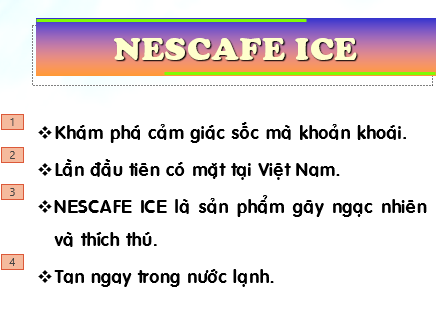 NESCAFE ICE
1
❖Khám phá cảm giác sốc mà khoản khoái.
2
❖Lần đầu tiên có mặt tại Việt Nam.
3
❖NESCAFE ICE là sản phẩm gây ngạc nhiên
và thích thú.
4
❖Tan ngay trong nước lạnh.